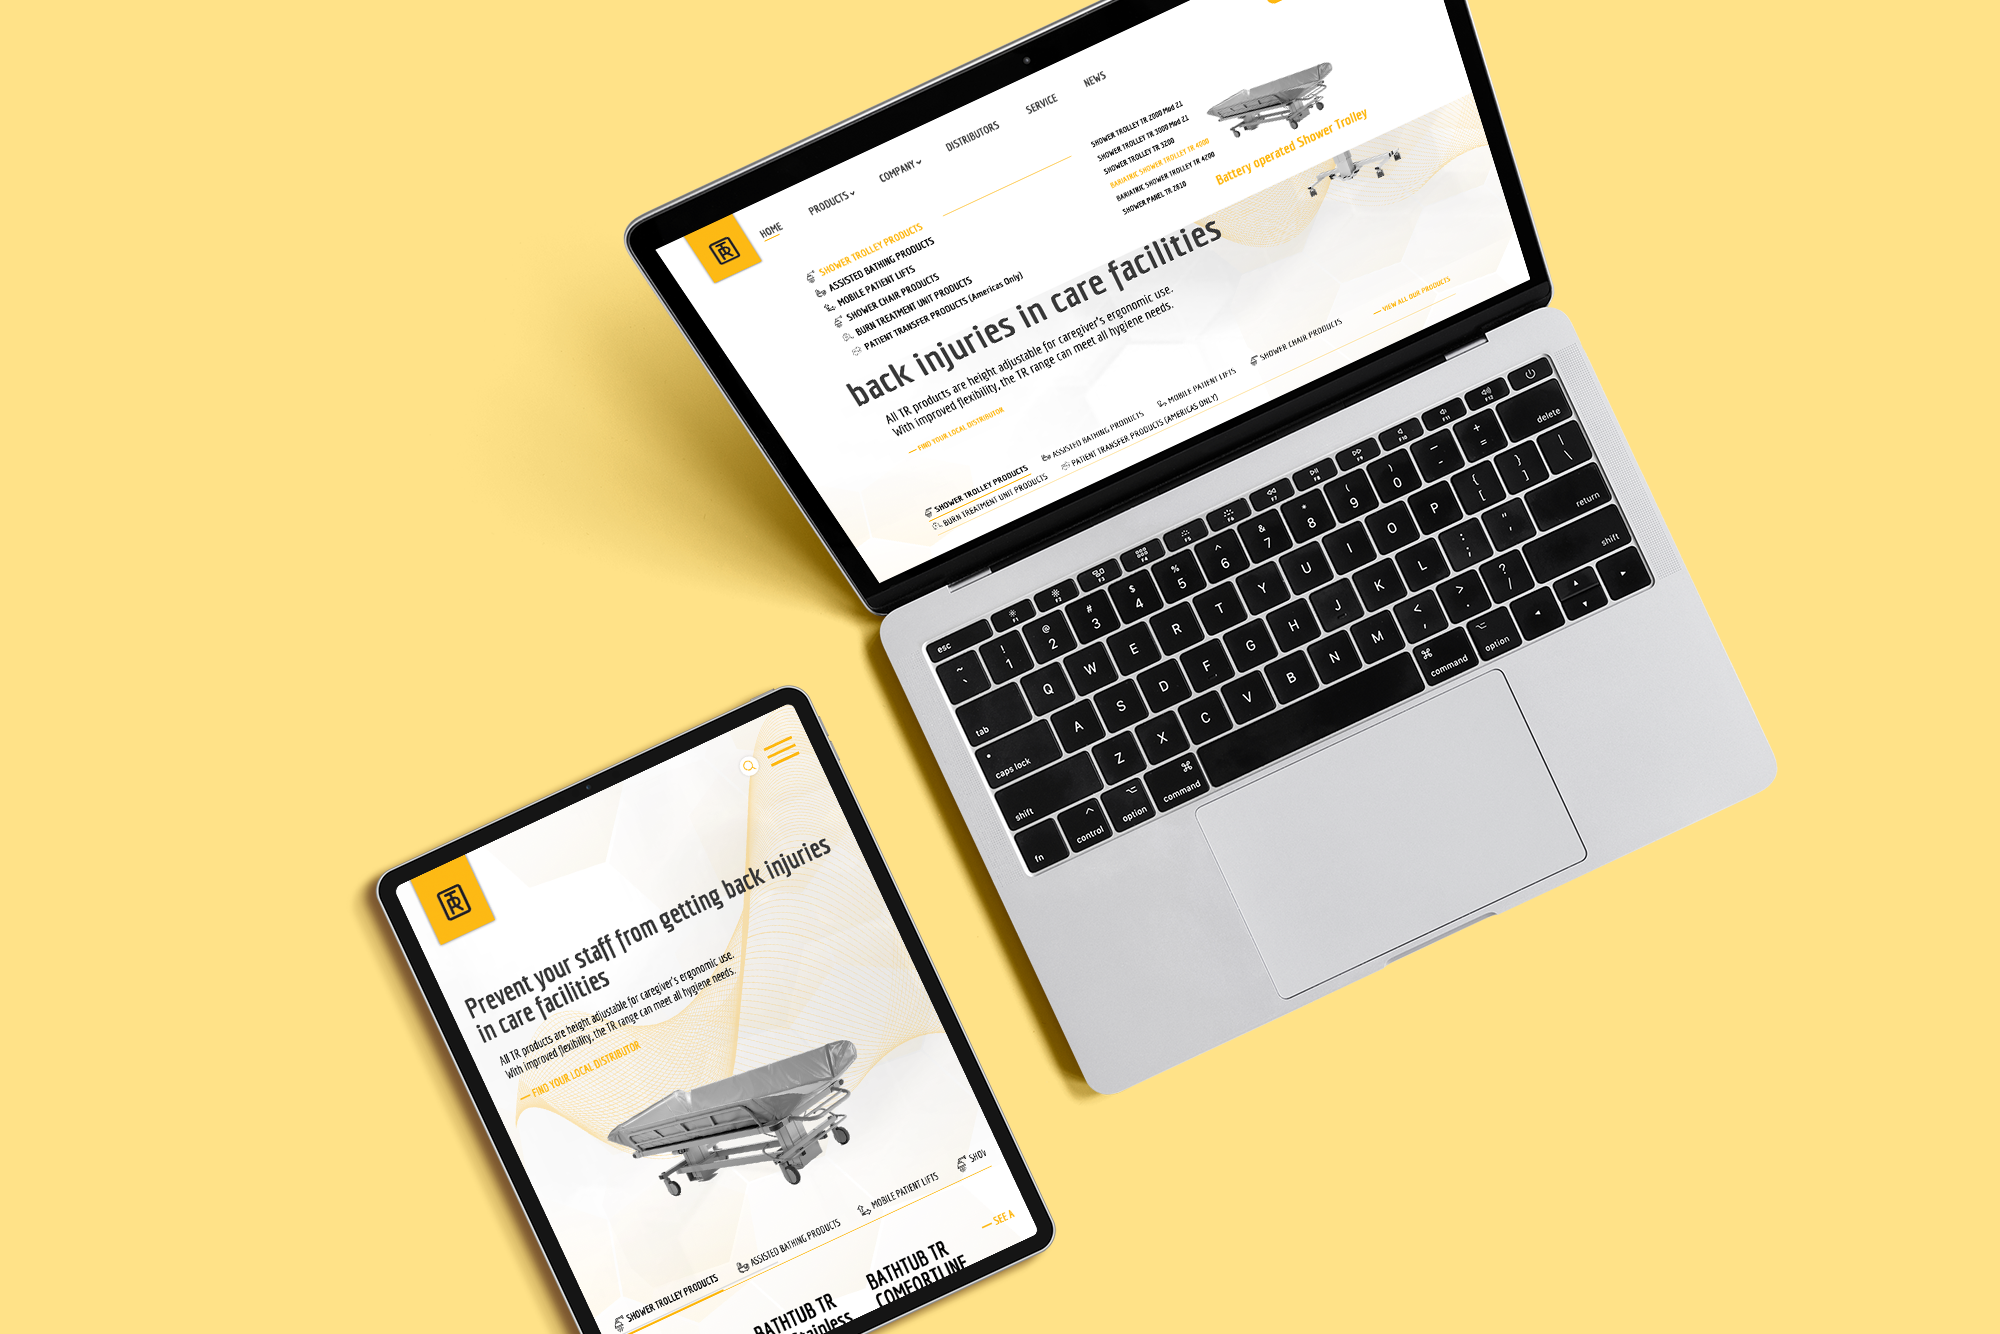 HOME
PRODUCTS
COMPANY
DISTRIBUTORS
SERVICE
NEWS
SHOWER TROLLEY PRODUCTS
ASSISTED BATHING PRODUCTS
MOBILE PATIENT LIFTS
SHOWER CHAIR PRODUCTS
BURN TREATMENT UNIT PRODUCTS
PATIENT TRANSFER PRODUCTS (Americas Only)
SHOWER TROLLEY TR 2000 Mod 21
SHOWER TROLLEY TR 3000 Mod 21
SHOWER TROLLEY TR 3200
BARIATRIC SHOWER TROLLEY TR 4000
BARIATRIC SHOWER TROLLEY TR 4200
SHOWER PANEL TR 2810
Battery operated Shower Trolley
back injuries in care facilities
All TR products are height adjustable for caregiver's ergonomic use.
With improved flexibility, the TR range can meet all hygiene needs.
— FIND YOUR LOCAL DISTRIBUTOR
— VIEW ALL OUR PRODUCTS
SHOWER TROLLEY PRODUCTS
ASSISTED BATHING PRODUCTS
MOBILE PATIENT LIFTS
SHOWER CHAIR PRODUCTS
BURN TREATMENT UNIT PRODUCTS
PATIENT TRANSFER PRODUCTS (AMERICAS ONLY)
esc F1 F2 F3 F4 F5 F6 F7 F8 F9 F10 F11 F12
~ ` ! 1 @ 2 # 3 $ 4 % 5 ^ 6 & 7 * 8 ( 9 ) 0 — - + = delete
tab Q W E R T Y U I O P { [ } ] | \
caps lock A S D F G H J K L : ; " ' return
shift Z X C V B N M < , > . ? / shift
fn control option command command option
TR
Prevent your staff from getting back injuries
in care facilities
All TR products are height adjustable for caregiver's ergonomic use.
With improved flexibility, the TR range can meet all hygiene needs.
— FIND YOUR LOCAL DISTRIBUTOR
SHOWER TROLLEY PRODUCTS
ASSISTED BATHING PRODUCTS
MOBILE PATIENT LIFTS
SHOW
— SEE A
BATHTUB TR
Stainless
BATHTUB TR
COMFORTLINE